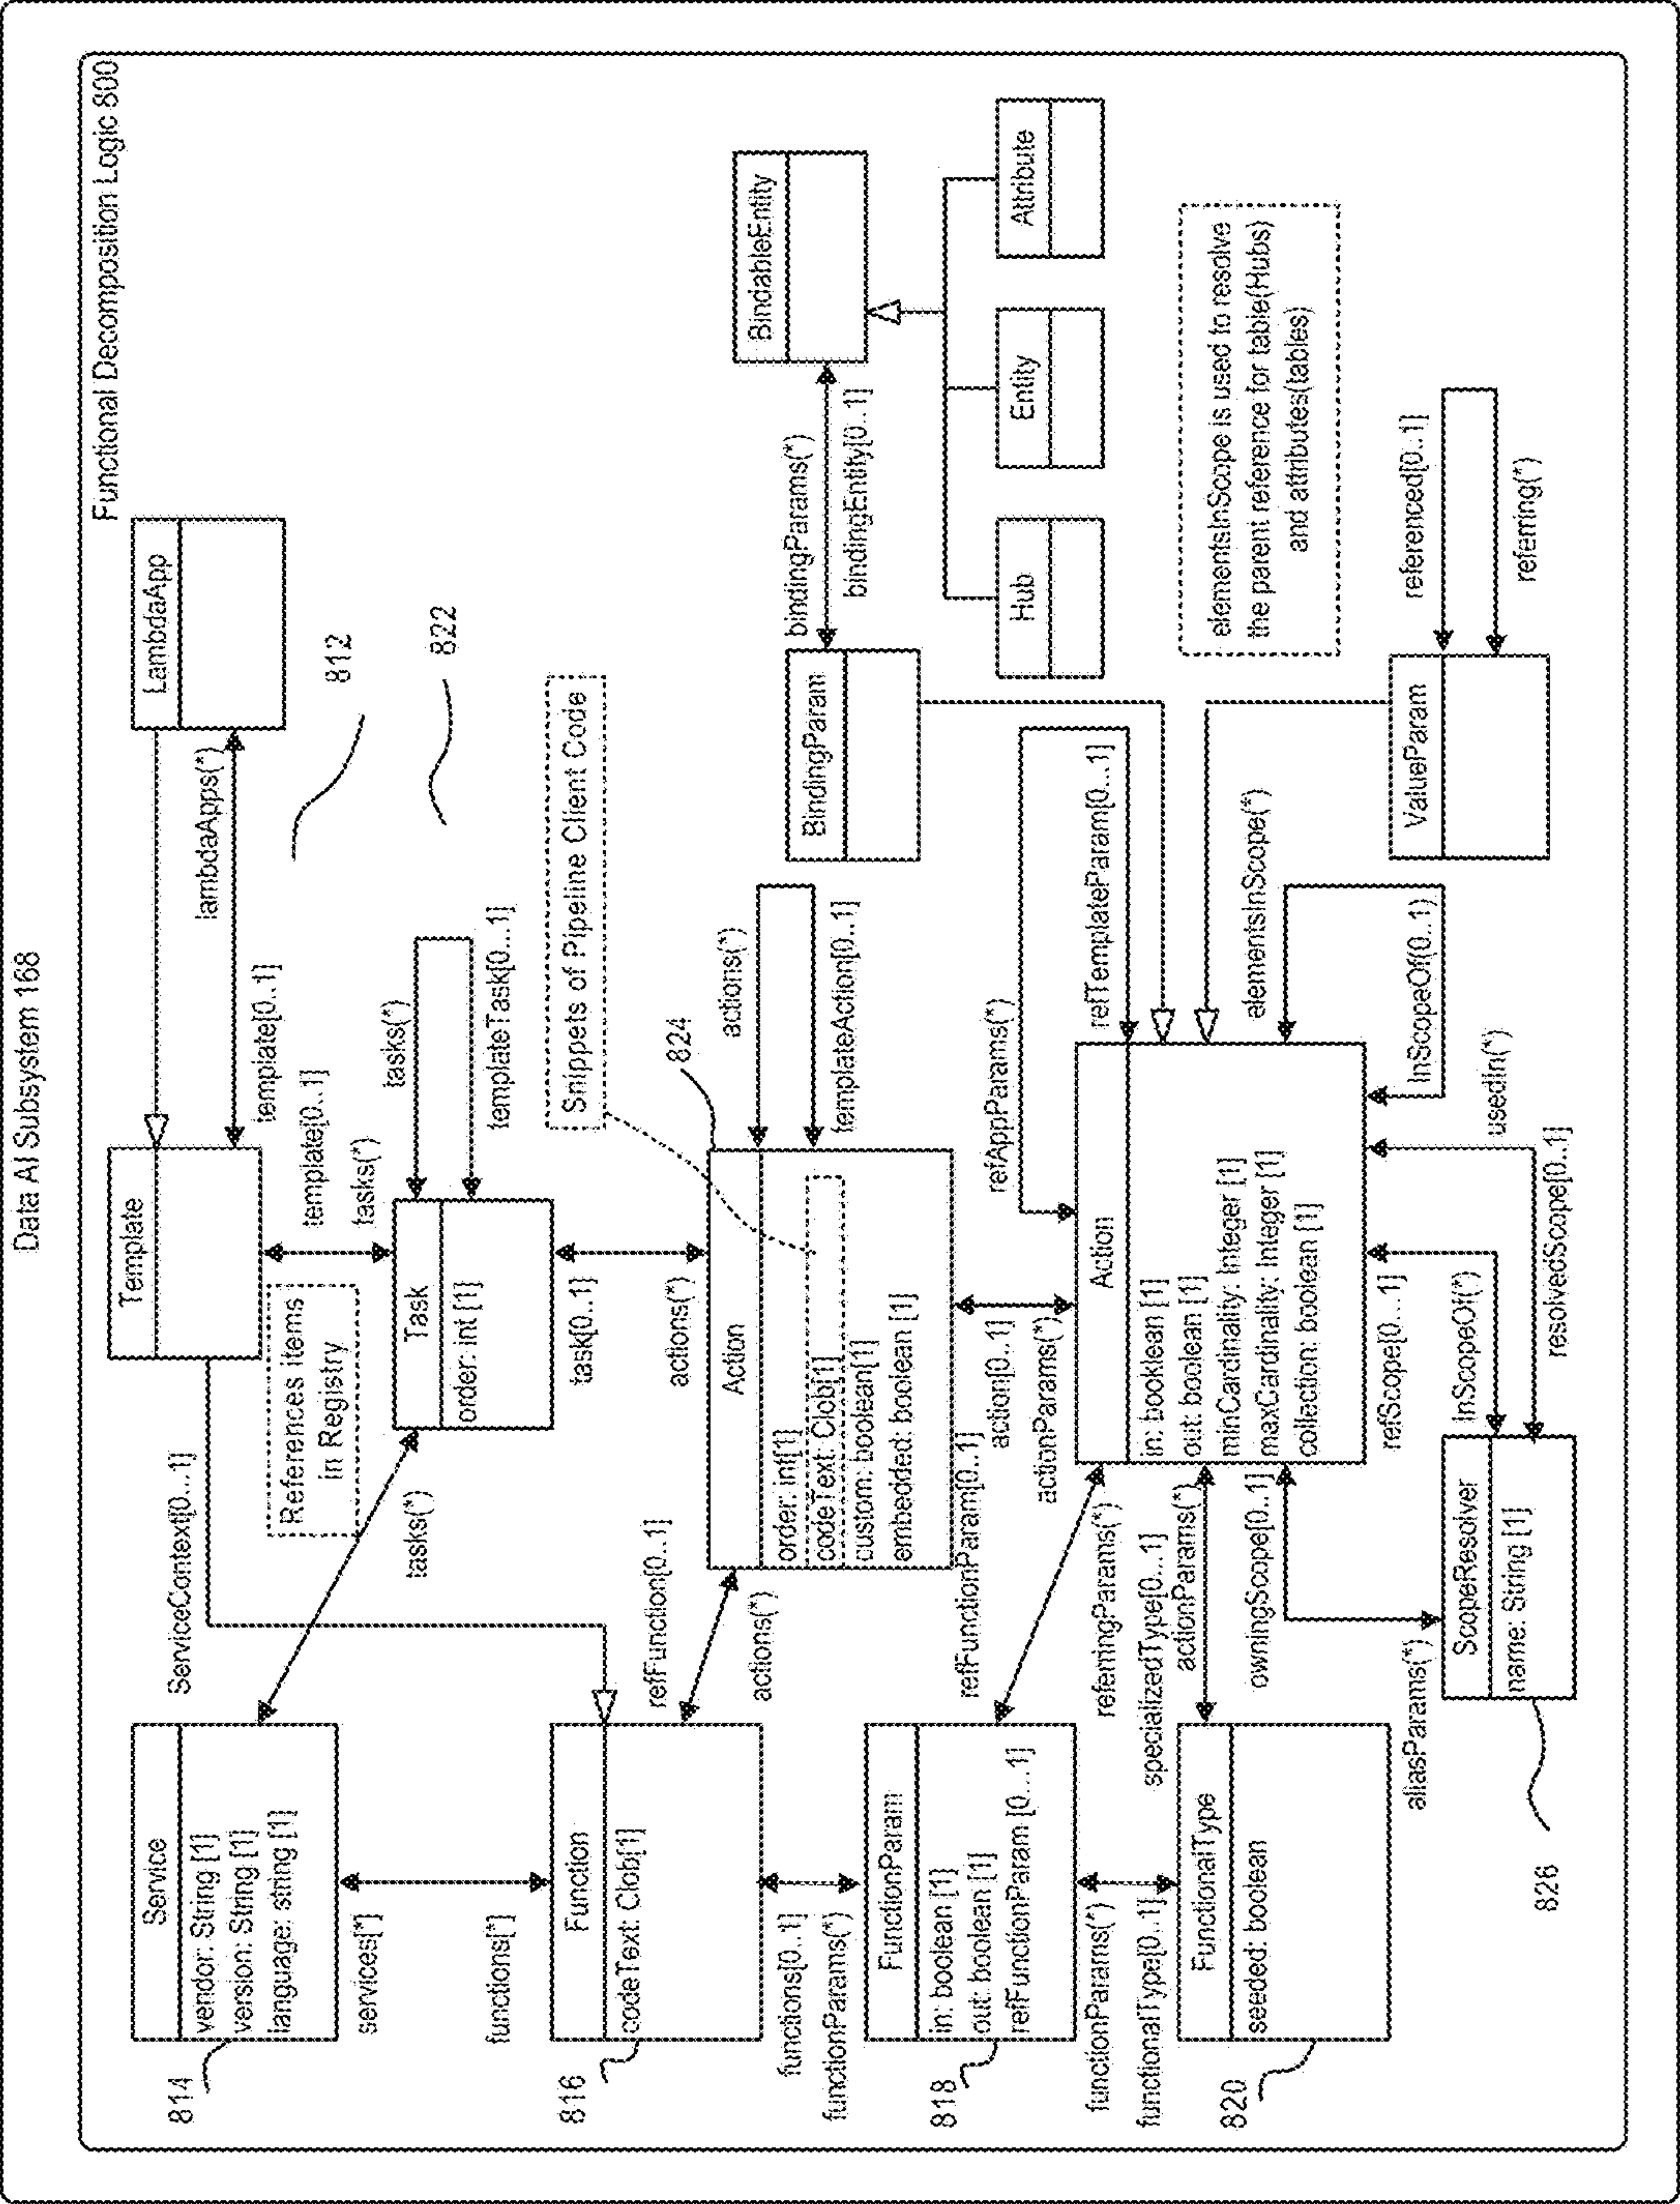 Data AI Subsystem 168
Functional Decomposition Logic 800
814
Service
vendor: String [1]
version: String [1]
language: string [1]
services[*]
functions[*]
816
Function
codeText: Clob[1]
functions[0..1]
functionParams(*)
818
FunctionParam
in: boolean [1]
out: boolean [1]
refFunctionParam [0...1]
functionParams(*)
functionalType[0..1]
820
FunctionalType
seeded: boolean
ServiceContext[0...1]
Template
template[0..1]
lambdaApps(*)
LambdaApp
812
822
References items
in Registry
template[0..1]
tasks(*)
Task
order: int [1]
tasks(*)
tasks(*)
templateTask[0...1]
task[0..1]
actions(*)
Snippets of Pipeline Client Code
824
Action
order: int[1]
codeText: Clob[1]
custom: boolean[1]
embedded: boolean [1]
actions(*)
templateAction[0..1]
refFunction[0..1]
actions(*)
action[0..1]
actionParams(*)
refFunctionParam[0..1]
referringParams(*)
specializedType[0...1]
actionParams(*)
owningScope[0..1]
aliasParams(*)
Action
in: booklean [1]
out: boolean [1]
minCardinality: Integer [1]
maxCardinality: Integer [1]
collection: boolean [1]
refAppParams(*)
refTemplateParam[0...1]
elementsInScope(*)
InScopeOf(0..1)
usedIn(*)
resolvedScope[0..1]
refScope[0...1]
InScopeOf(*)
ScopeResolver
name: String [1]
826
BindingParam
bindingParams(*)
bindingEntity[0..1]
BindableEntity
Hub
Entity
Attribute
elementsInScope is used to resolve
the parent reference for table(Hubs)
and attributes(tables)
ValueParam
referenced[0..1]
referring(*)